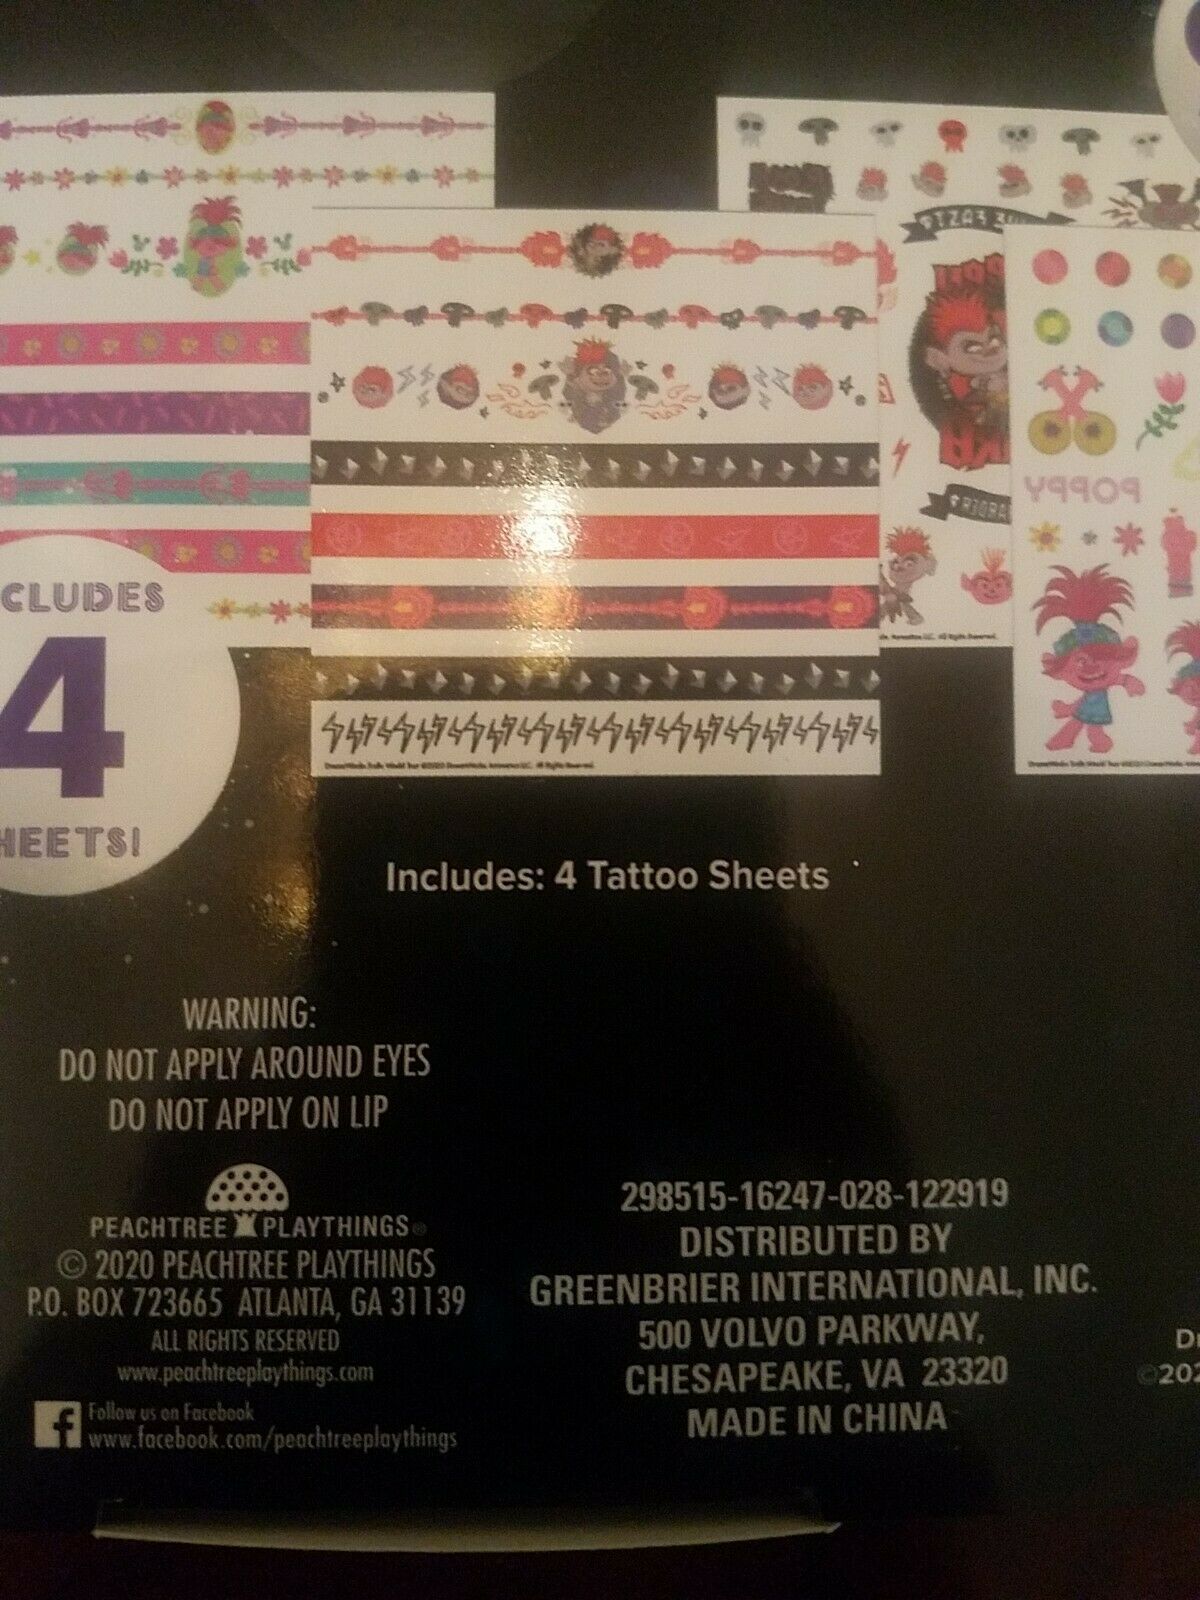 POPPY
CLUDES
4
HEETS!
Includes: 4 Tattoo Sheets
WARNING:
DO NOT APPLY AROUND EYES
DO NOT APPLY ON LIP
PEACHTREE PLAYTHINGS®
© 2020 PEACHTREE PLAYTHINGS
P.O. BOX 723665 ATLANTA, GA 31139
ALL RIGHTS RESERVED
www.peachtreeplaythings.com
f Follow us on Facebook
www.facebook.com/peachtreeplaythings
298515-16247-028-122919
DISTRIBUTED BY
GREENBRIER INTERNATIONAL, INC.
500 VOLVO PARKWAY,
CHESAPEAKE, VA 23320
MADE IN CHINA
©202